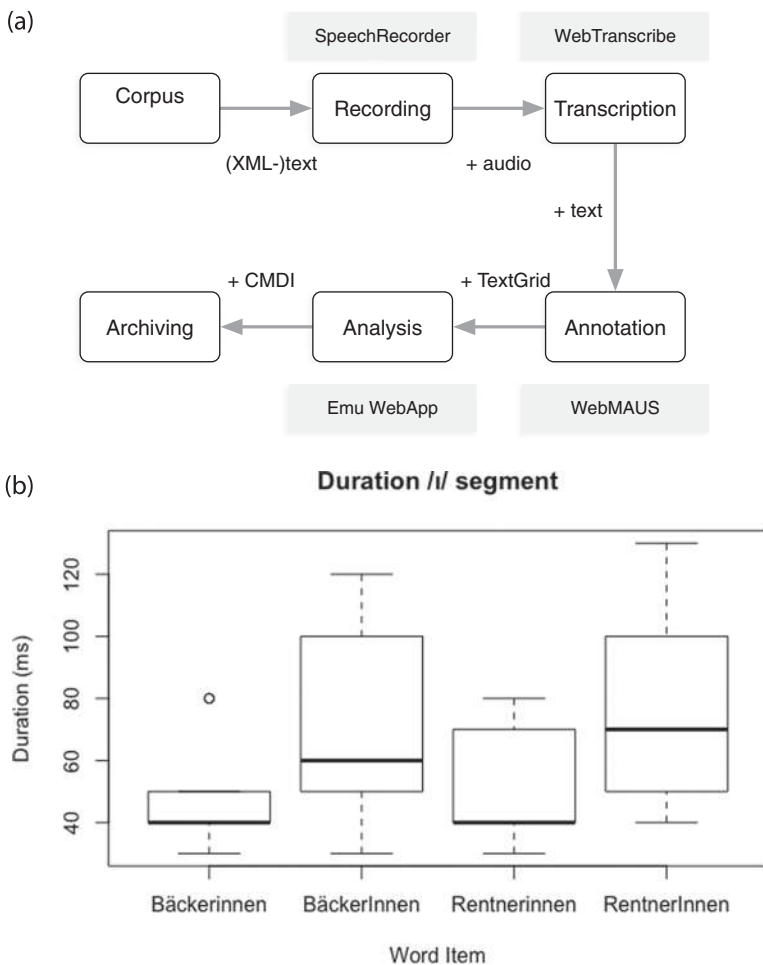 (a)
SpeechRecorder WebTranscribe
Corpus Recording Transcription
(XML-)text + audio
+ text
+ CMDI + TextGrid
Archiving Analysis Annotation
Emu WebApp WebMAUS
(b)
Duration /ɪ/ segment
Duration (ms)
120
100
80
60
40
Bäckerinnen BäckerInnen Rentnerinnen RentnerInnen
Word Item